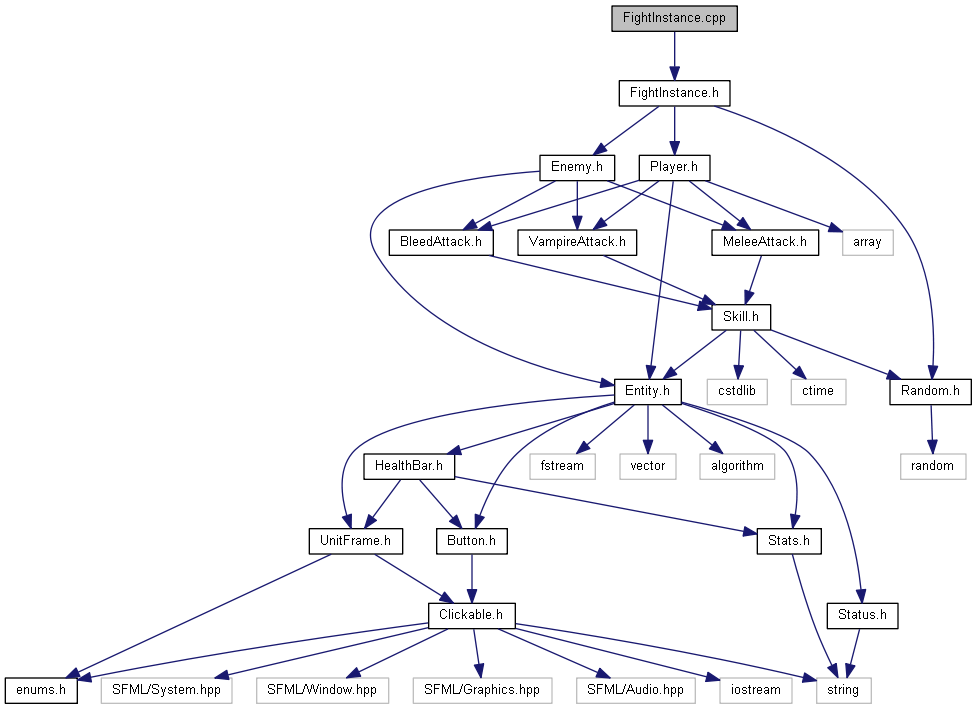 FightInstance.cpp
FightInstance.h
Enemy.h
Player.h
BleedAttack.h
VampireAttack.h
MeleeAttack.h
array
Skill.h
Entity.h
cstdlib
ctime
Random.h
HealthBar.h
fstream
vector
algorithm
random
UnitFrame.h
Button.h
Stats.h
Clickable.h
Status.h
enums.h
SFML/System.hpp
SFML/Window.hpp
SFML/Graphics.hpp
SFML/Audio.hpp
iostream
string